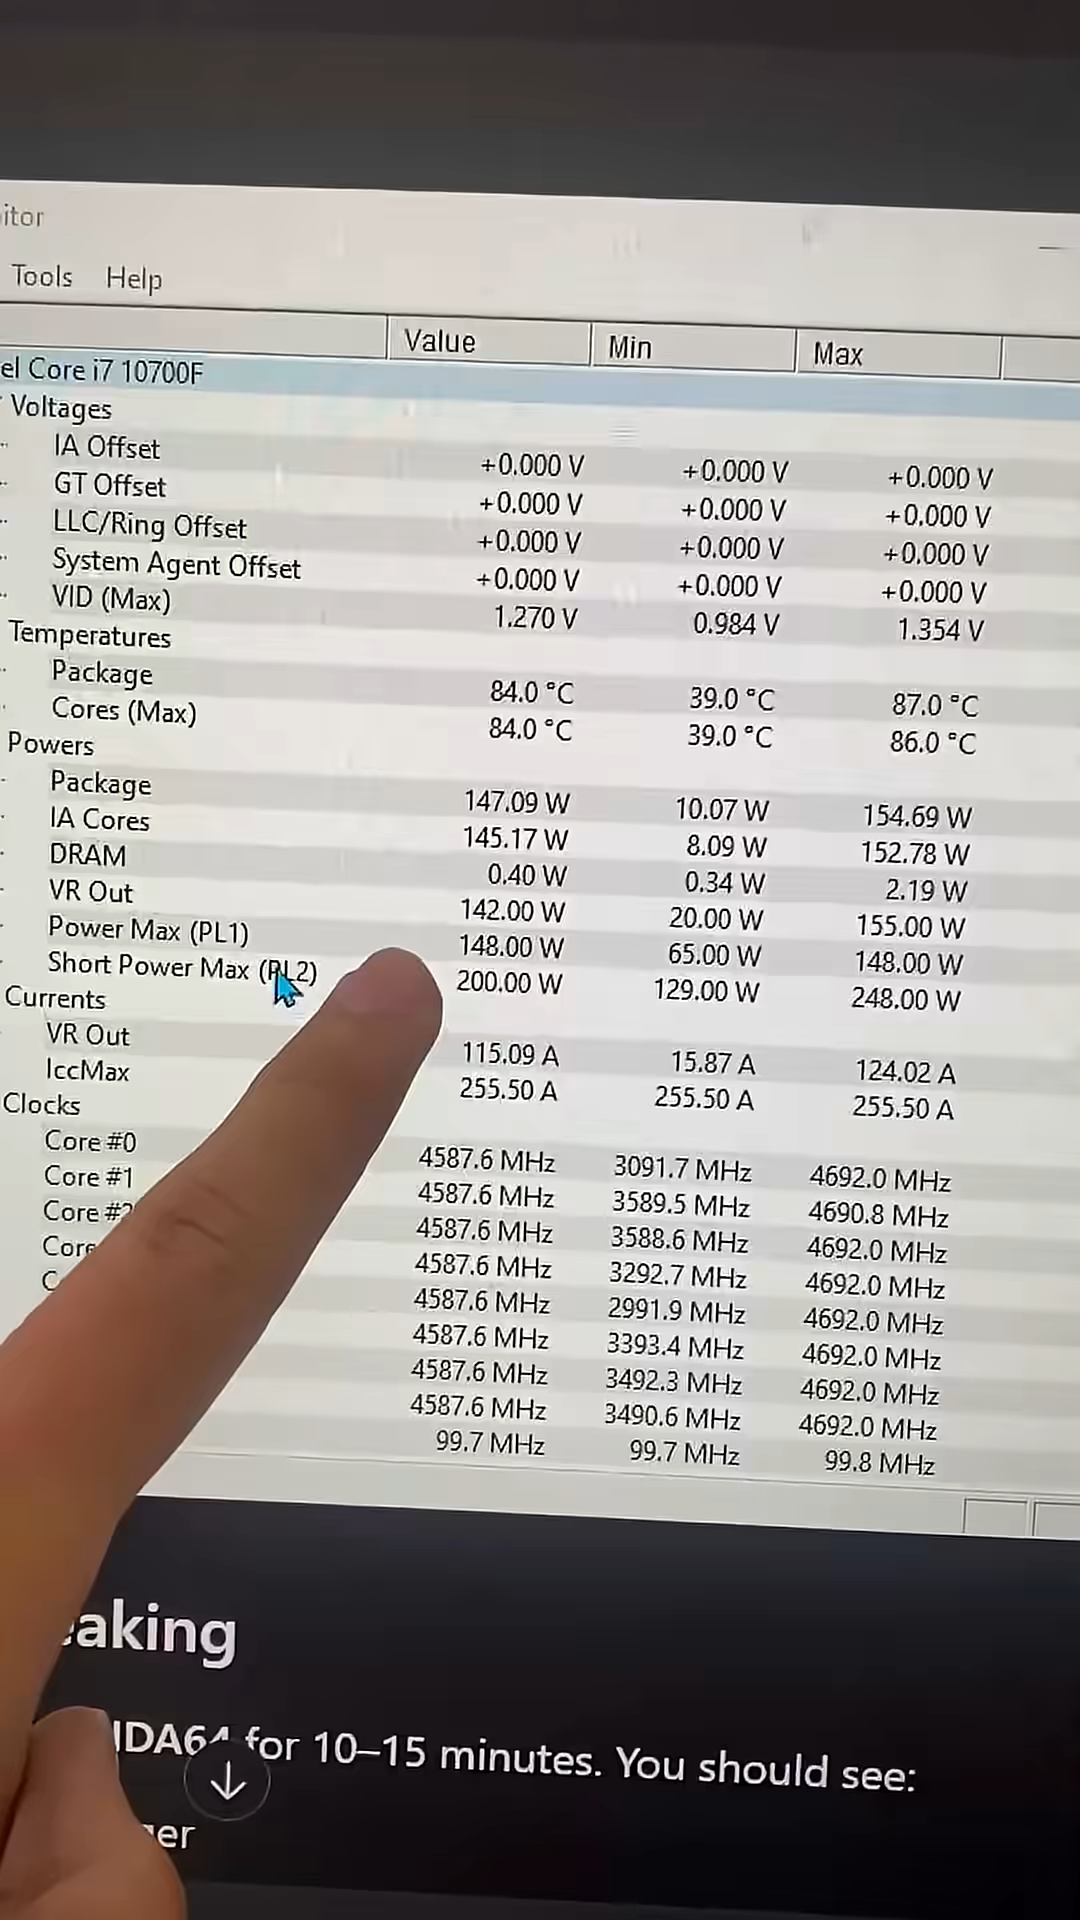 itor
Tools Help
Value Min Max
el Core i7 10700F
Voltages
IA Offset +0.000 V +0.000 V +0.000 V
GT Offset +0.000 V +0.000 V +0.000 V
LLC/Ring Offset +0.000 V +0.000 V +0.000 V
System Agent Offset +0.000 V +0.000 V +0.000 V
VID (Max) 1.270 V 0.984 V 1.354 V
Temperatures
Package 84.0 °C 39.0 °C 87.0 °C
Cores (Max) 84.0 °C 39.0 °C 86.0 °C
Powers
Package 147.09 W 10.07 W 154.69 W
IA Cores 145.17 W 8.09 W 152.78 W
DRAM 0.40 W 0.34 W 2.19 W
VR Out 142.00 W 20.00 W 155.00 W
Power Max (PL1) 148.00 W 65.00 W 148.00 W
Short Power Max (PL2) 200.00 W 129.00 W 248.00 W
Currents
VR Out 115.09 A 15.87 A 124.02 A
IccMax 255.50 A 255.50 A 255.50 A
Clocks
Core #0 4587.6 MHz 3091.7 MHz 4692.0 MHz
Core #1 4587.6 MHz 3589.5 MHz 4690.8 MHz
Core #2 4587.6 MHz 3588.6 MHz 4692.0 MHz
Core 4587.6 MHz 3292.7 MHz 4692.0 MHz
C 4587.6 MHz 2991.9 MHz 4692.0 MHz
4587.6 MHz 3393.4 MHz 4692.0 MHz
4587.6 MHz 3492.3 MHz 4692.0 MHz
4587.6 MHz 3490.6 MHz 4692.0 MHz
99.7 MHz 99.7 MHz 99.8 MHz
eaking
IDA64 for 10–15 minutes. You should see:
ger